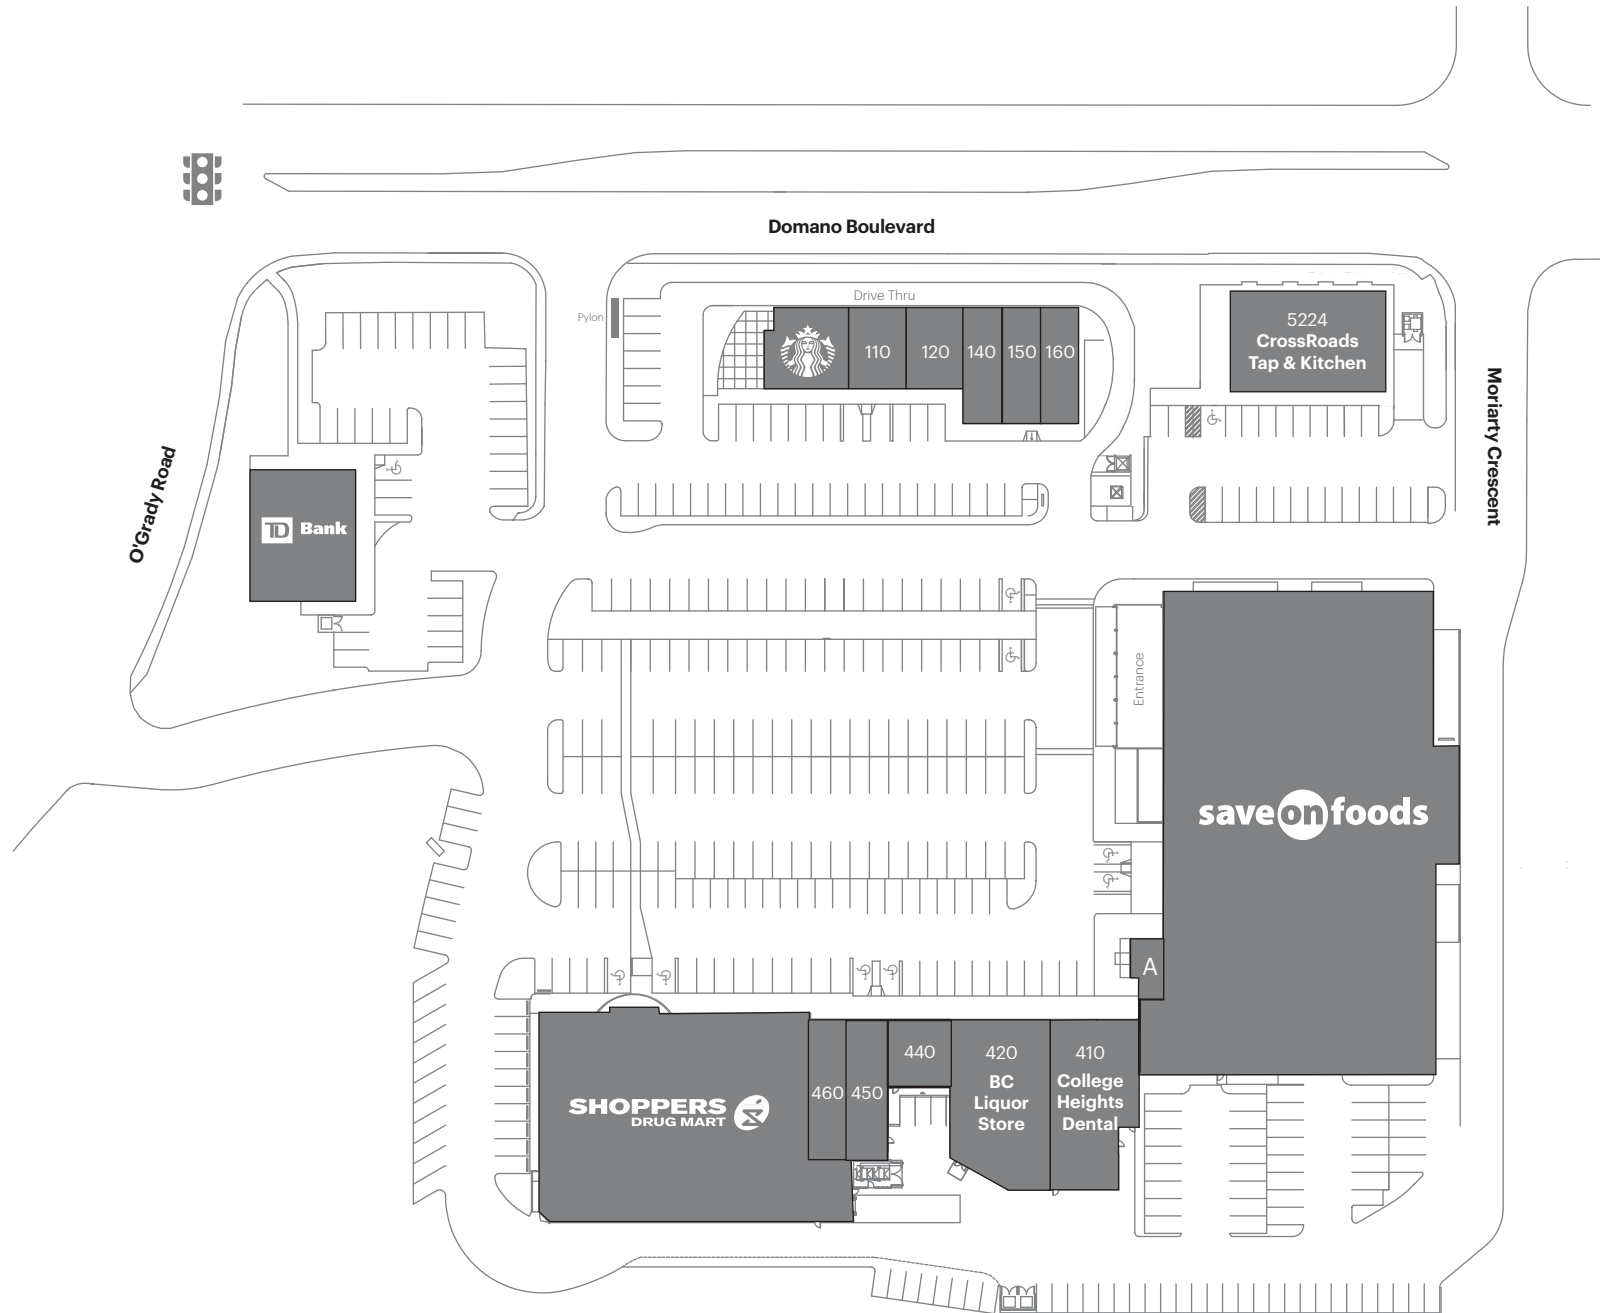 Domano Boulevard
Drive Thru
Pylon
110
120
140
150
160
5224
CrossRoads
Tap & Kitchen
Moriarty Crescent
O'Grady Road
TD Bank
Entrance
save on foods
A
SHOPPERS
DRUG MART
460
450
440
420
BC
Liquor
Store
410
College
Heights
Dental